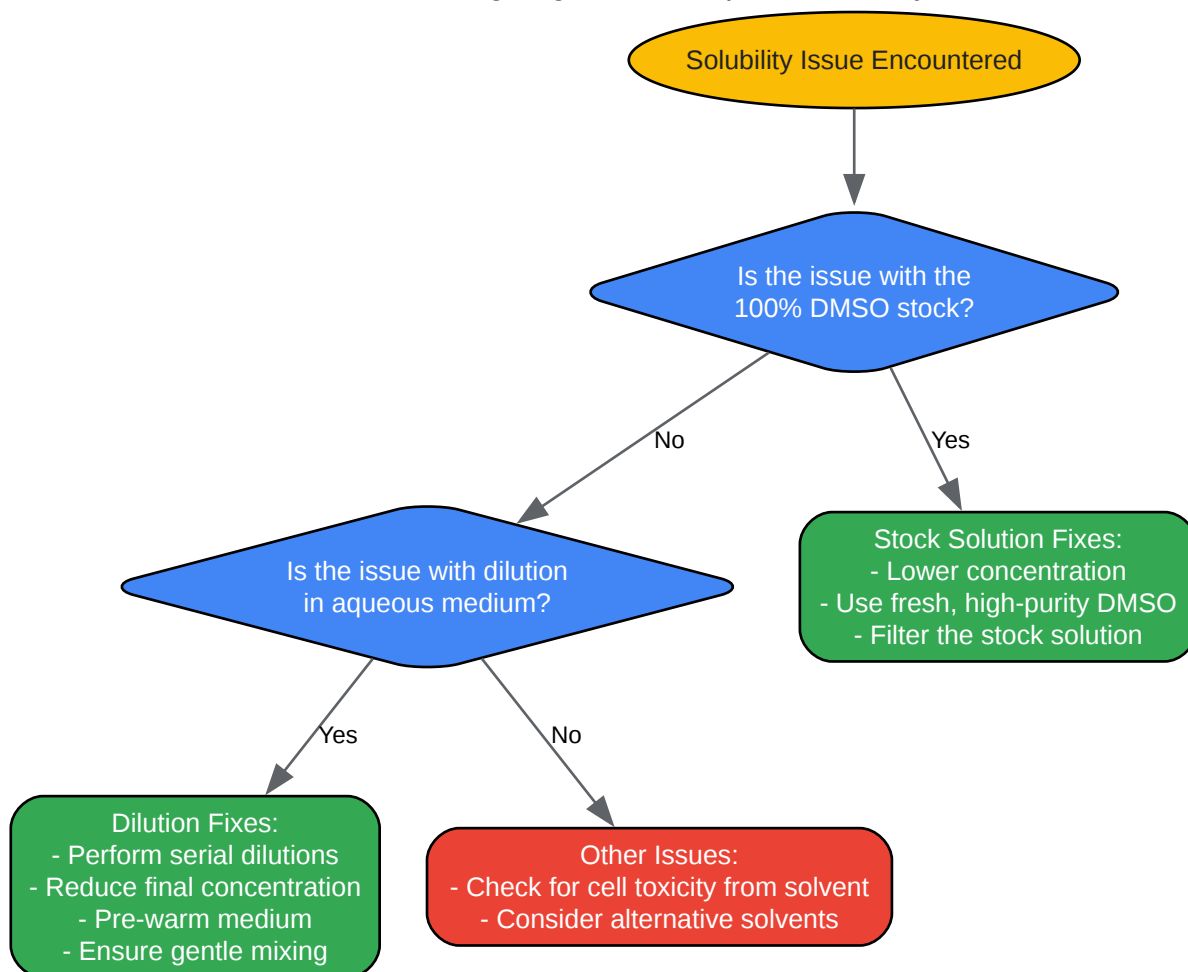 Solubility Issue Encountered
Is the issue with the
100% DMSO stock?
No
Yes
Stock Solution Fixes:
- Lower concentration
- Use fresh, high-purity DMSO
- Filter the stock solution
Is the issue with dilution
in aqueous medium?
Yes
No
Dilution Fixes:
- Perform serial dilutions
- Reduce final concentration
- Pre-warm medium
- Ensure gentle mixing
Other Issues:
- Check for cell toxicity from solvent
- Consider alternative solvents